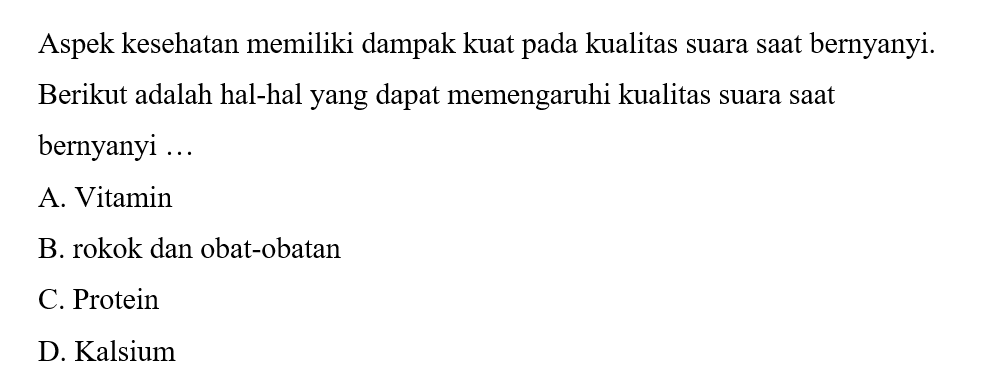 Aspek kesehatan memiliki dampak kuat pada kualitas suara saat bernyanyi.
Berikut adalah hal-hal yang dapat memengaruhi kualitas suara saat
bernyanyi …
A. Vitamin
B. rokok dan obat-obatan
C. Protein
D. Kalsium